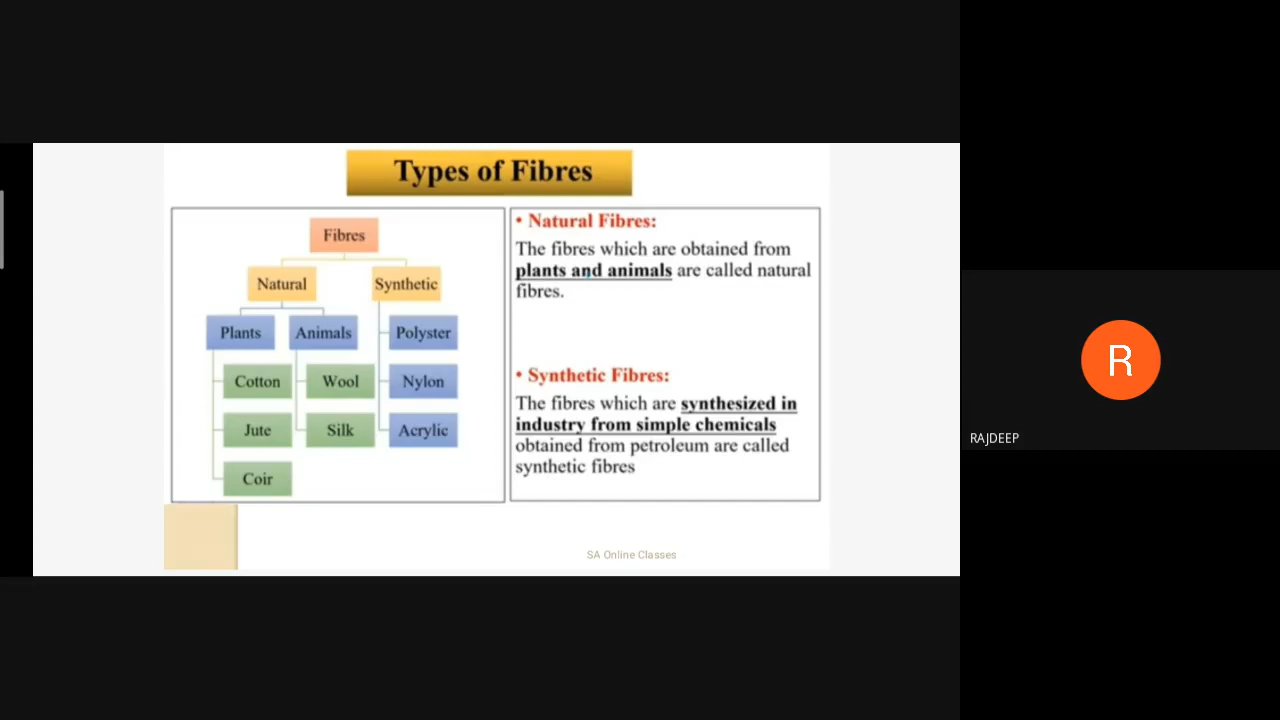 Types of Fibres
Fibres
Natural
Synthetic
Plants
Animals
Polyster
Cotton
Wool
Nylon
Jute
Silk
Acrylic
Coir
• Natural Fibres:
The fibres which are obtained from
plants and animals are called natural
fibres.
• Synthetic Fibres:
The fibres which are synthesized in
industry from simple chemicals
obtained from petroleum are called
synthetic fibres
SA Online Classes
R
RAJDEEP